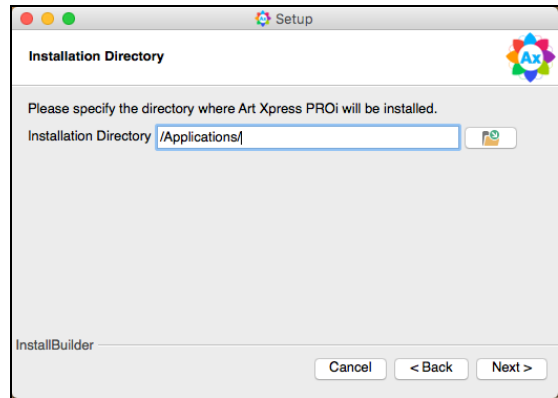 Setup
Installation Directory
Ax
Please specify the directory where Art Xpress PROi will be installed.
Installation Directory /Applications/
InstallBuilder
Cancel < Back Next >